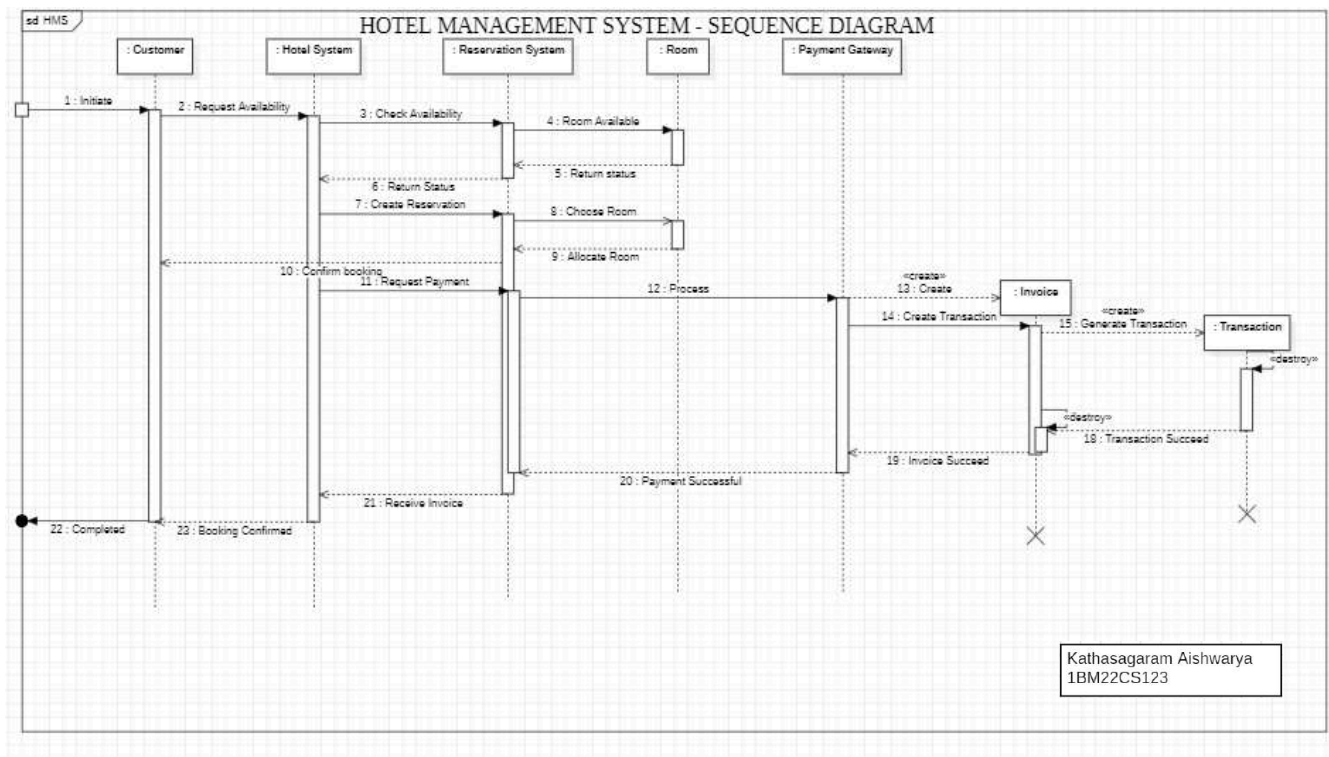 sd HMS
HOTEL MANAGEMENT SYSTEM - SEQUENCE DIAGRAM
: Customer
: Hotel System
: Reservation System
: Room
: Payment Gateway
1 : Initiate
2 : Request Availability
3 : Check Availability
4 : Room Available
5 : Return status
6 : Return Status
7 : Create Reservation
8 : Choose Room
9 : Allocate Room
10 : Confirm booking
11 : Request Payment
12 : Process
«create»
13 : Create
: Invoice
14 : Create Transaction
«create»
15 : Generate Transaction
: Transaction
«destroy»
«destroy»
18 : Transaction Succeed
19 : Invoice Succeed
20 : Payment Successful
21 : Receive Invoice
22 : Completed
23 : Booking Confirmed
Kathasagaram Aishwarya
1BM22CS123